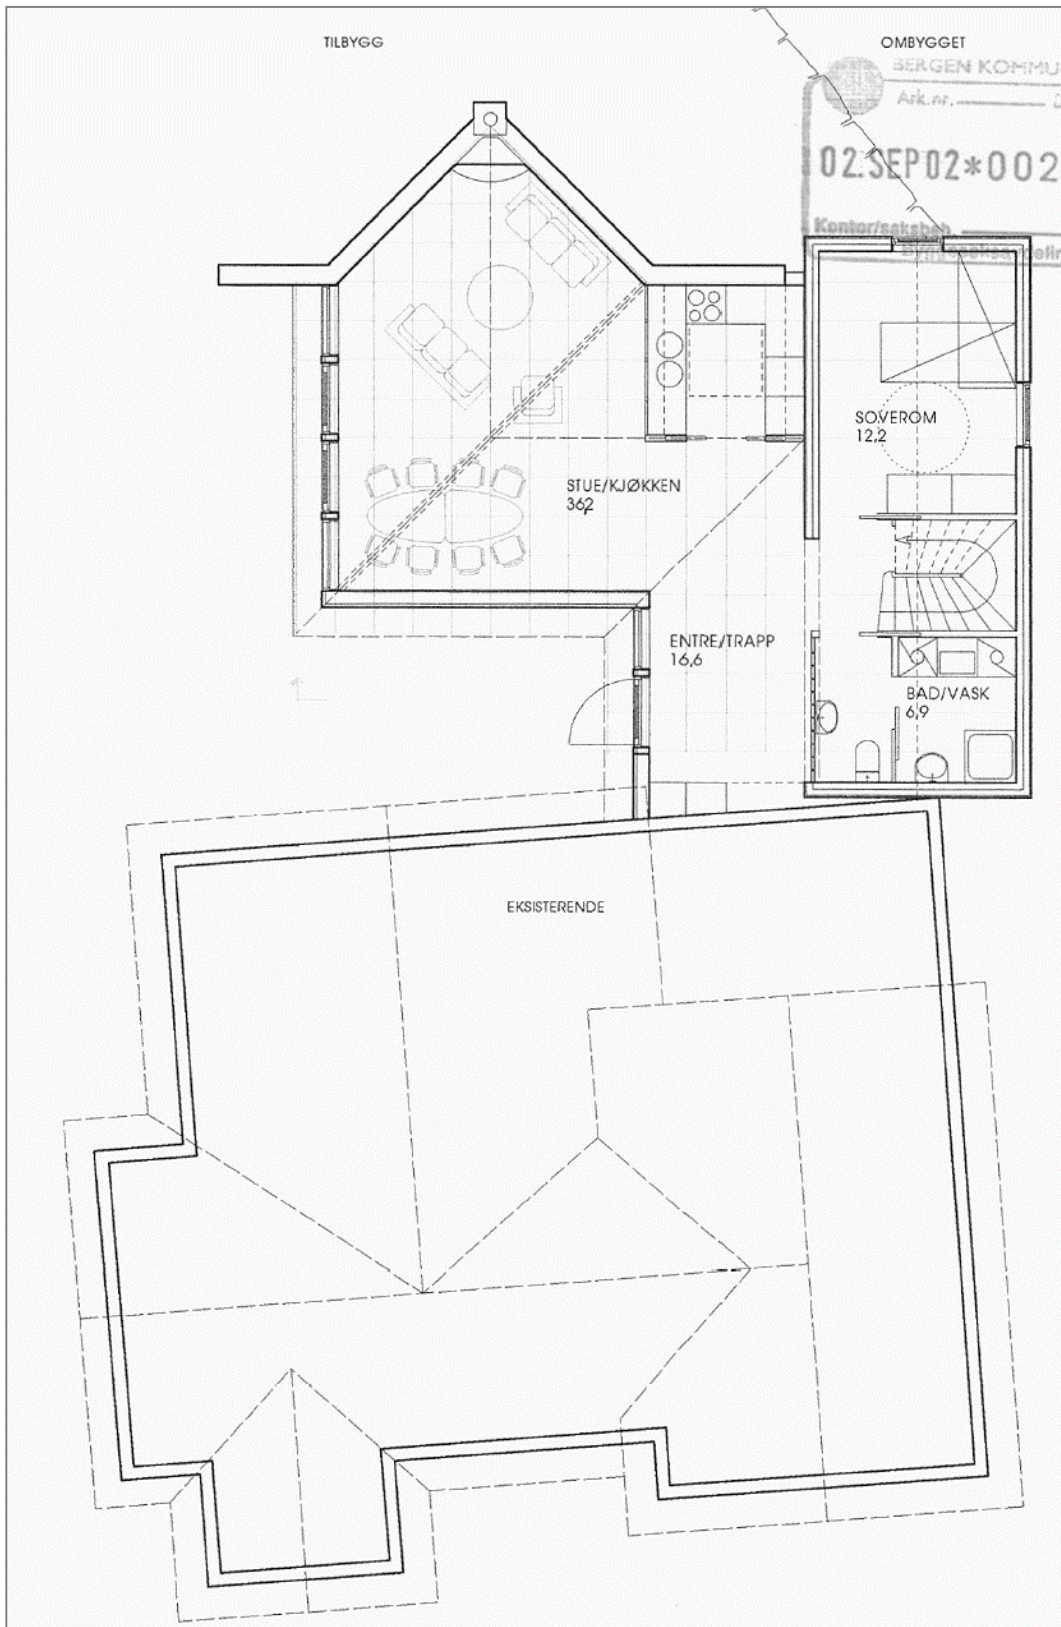 TILBYGG
OMBYGGET
BERGEN KOMMU
Ark.nr.
02.SEP02*002
Kontor/saksbeh.
SOVEROM
12,2
STUE/KJØKKEN
36,2
ENTRE/TRAPP
16,6
BAD/VASK
6,9
EKSISTERENDE